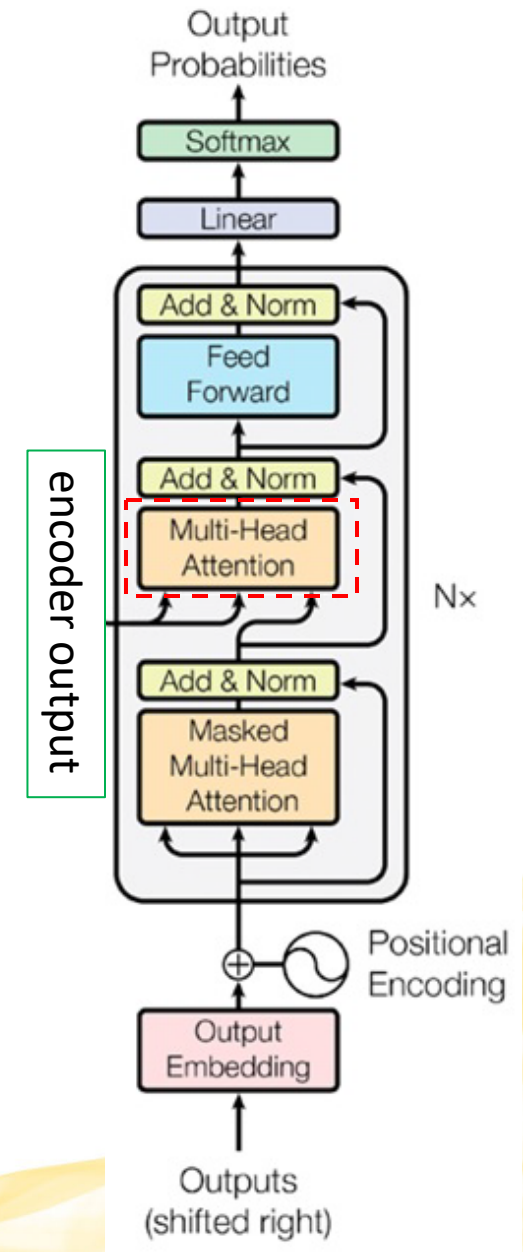 Output
Probabilities
Softmax
Linear
Add & Norm
Feed
Forward
Add & Norm
encoder output
Multi-Head
Attention
N×
Add & Norm
Masked
Multi-Head
Attention
Positional
Encoding
Output
Embedding
Outputs
(shifted right)